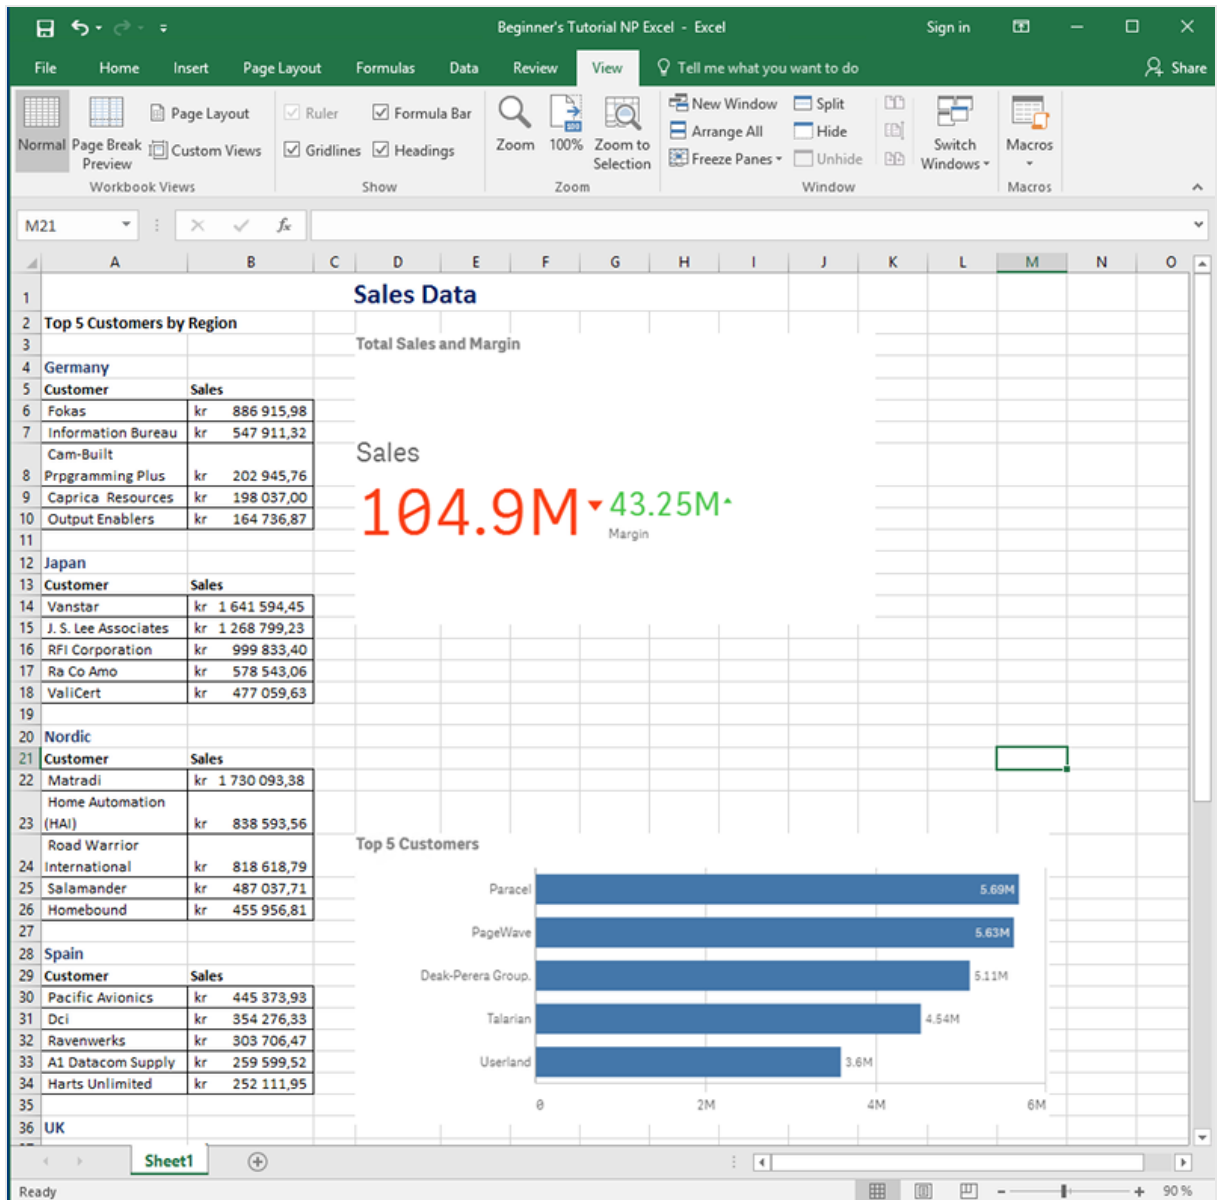 Beginner's Tutorial NP Excel - Excel
Sign in
File Home Insert Page Layout Formulas Data Review View Tell me what you want to do Share
Normal
Page Break Preview
Page Layout
Custom Views
Workbook Views
Ruler
Formula Bar
Gridlines
Headings
Show
Zoom
100%
Zoom to Selection
Zoom
New Window
Arrange All
Freeze Panes
Split
Hide
Unhide
Switch Windows
Window
Macros
Macros
M21
fx
A B C D E F G H I J K L M N O
1 Sales Data
2 Top 5 Customers by Region
3
4 Germany
5 Customer Sales
6 Fokas kr 886 915,98
7 Information Bureau kr 547 911,32
Cam-Built
8 Prpgramming Plus kr 202 945,76
9 Caprica Resources kr 198 037,00
10 Output Enablers kr 164 736,87
11
12 Japan
13 Customer Sales
14 Vanstar kr 1 641 594,45
15 J. S. Lee Associates kr 1 268 799,23
16 RFI Corporation kr 999 833,40
17 Ra Co Amo kr 578 543,06
18 ValiCert kr 477 059,63
19
20 Nordic
21 Customer Sales
22 Matradi kr 1 730 093,38
Home Automation
23 (HAI) kr 838 593,56
Road Warrior
24 International kr 818 618,79
25 Salamander kr 487 037,71
26 Homebound kr 455 956,81
27
28 Spain
29 Customer Sales
30 Pacific Avionics kr 445 373,93
31 Dci kr 354 276,33
32 Ravenwerks kr 303 706,47
33 A1 Datacom Supply kr 259 599,52
34 Harts Unlimited kr 252 111,95
35
36 UK
Total Sales and Margin
Sales
104.9M 43.25M
Margin
Top 5 Customers
Paracel 5.69M
PageWave 5.63M
Deak-Perera Group. 5.11M
Talarian 4.54M
Userland 3.6M
0 2M 4M 6M
Sheet1
Ready
90 %